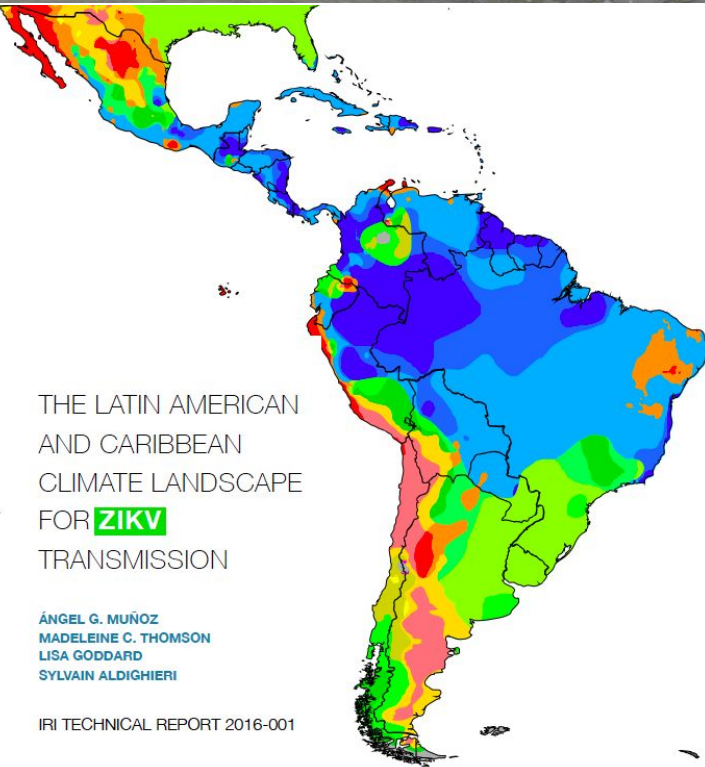 THE LATIN AMERICAN
AND CARIBBEAN
CLIMATE LANDSCAPE
FOR ZIKV
TRANSMISSION
ÁNGEL G. MUÑOZ
MADELEINE C. THOMSON
LISA GODDARD
SYLVAIN ALDIGHIERI
IRI TECHNICAL REPORT 2016-001